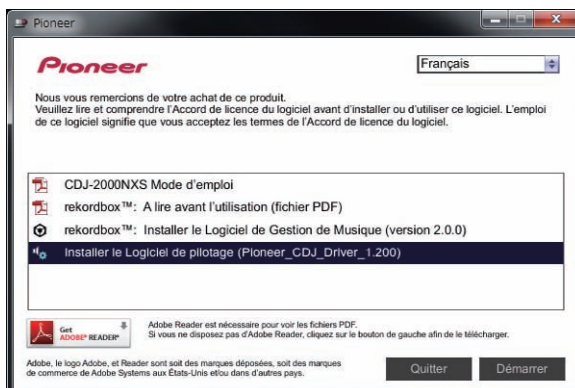 Pioneer
Pioneer
Français
Nous vous remercions de votre achat de ce produit.
Veuillez lire et comprendre l'Accord de licence du logiciel avant d'installer ou d'utiliser ce logiciel. L'emploi
de ce logiciel signifie que vous acceptez les termes de l'Accord de licence du logiciel.
CDJ-2000NXS Mode d'emploi
rekordbox™: A lire avant l'utilisation (fichier PDF)
rekordbox™: Installer le Logiciel de Gestion de Musique (version 2.0.0)
Installer le Logiciel de pilotage (Pioneer_CDJ_Driver_1.200)
Get
ADOBE® READER®
Adobe Reader est nécessaire pour voir les fichiers PDF.
Si vous ne disposez pas d'Adobe Reader, cliquez sur le bouton de gauche afin de le télécharger.
Adobe, le logo Adobe, et Reader sont soit des marques déposées, soit des marques
de commerce de Adobe Systems aux États-Unis et/ou dans d'autres pays.
Quitter
Démarrer